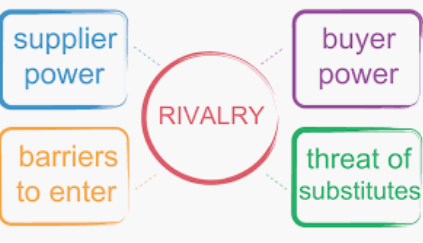 supplier
power
buyer
power
RIVALRY
barriers
to enter
threat of
substitutes